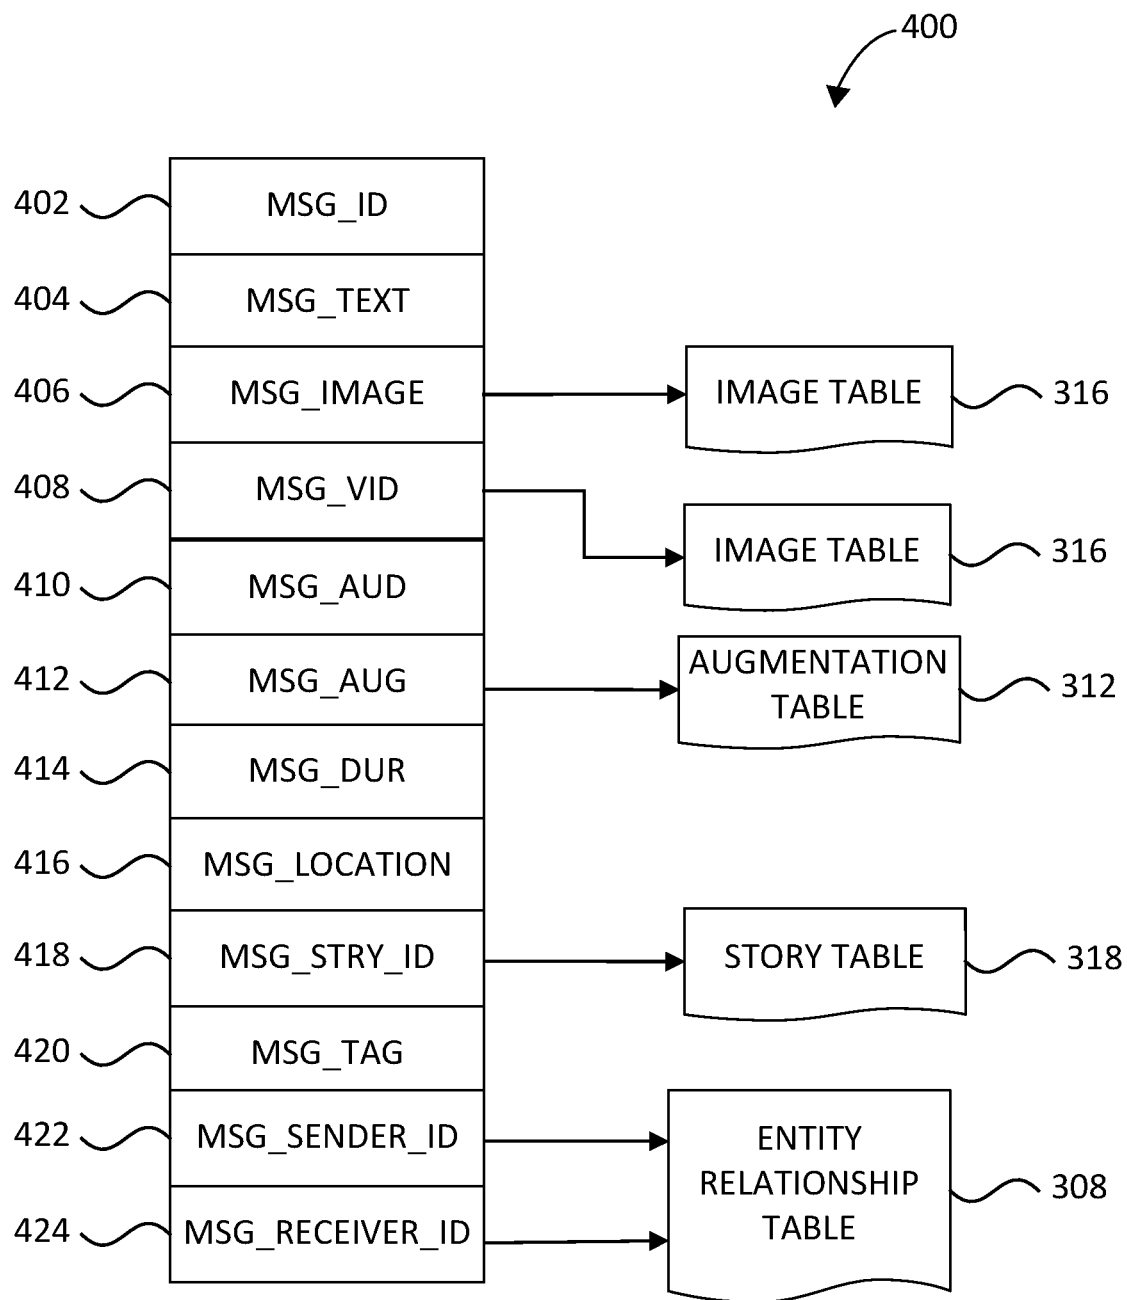 400
402 MSG_ID
404 MSG_TEXT
406 MSG_IMAGE IMAGE TABLE 316
408 MSG_VID
IMAGE TABLE 316
410 MSG_AUD
412 MSG_AUG
AUGMENTATION
TABLE
312
414 MSG_DUR
416 MSG_LOCATION
418 MSG_STRY_ID STORY TABLE 318
420 MSG_TAG
422 MSG_SENDER_ID
424 MSG_RECEIVER_ID
ENTITY
RELATIONSHIP
TABLE
308